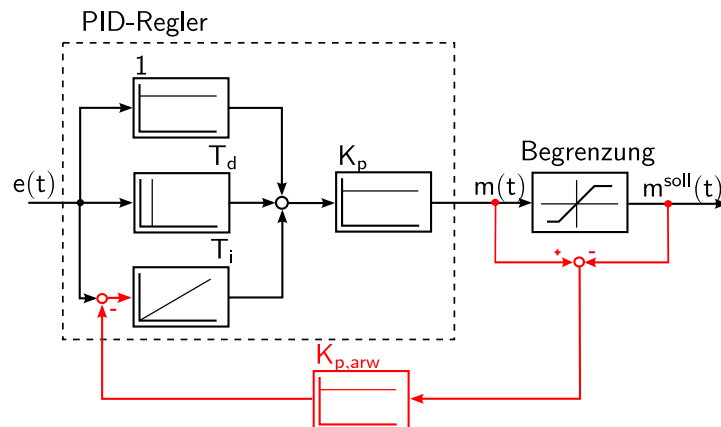 PID-Regler
1
T_d
K_p
Begrenzung
e(t)
m(t)
m^soll(t)
+
-
T_i
-
K_p,arw